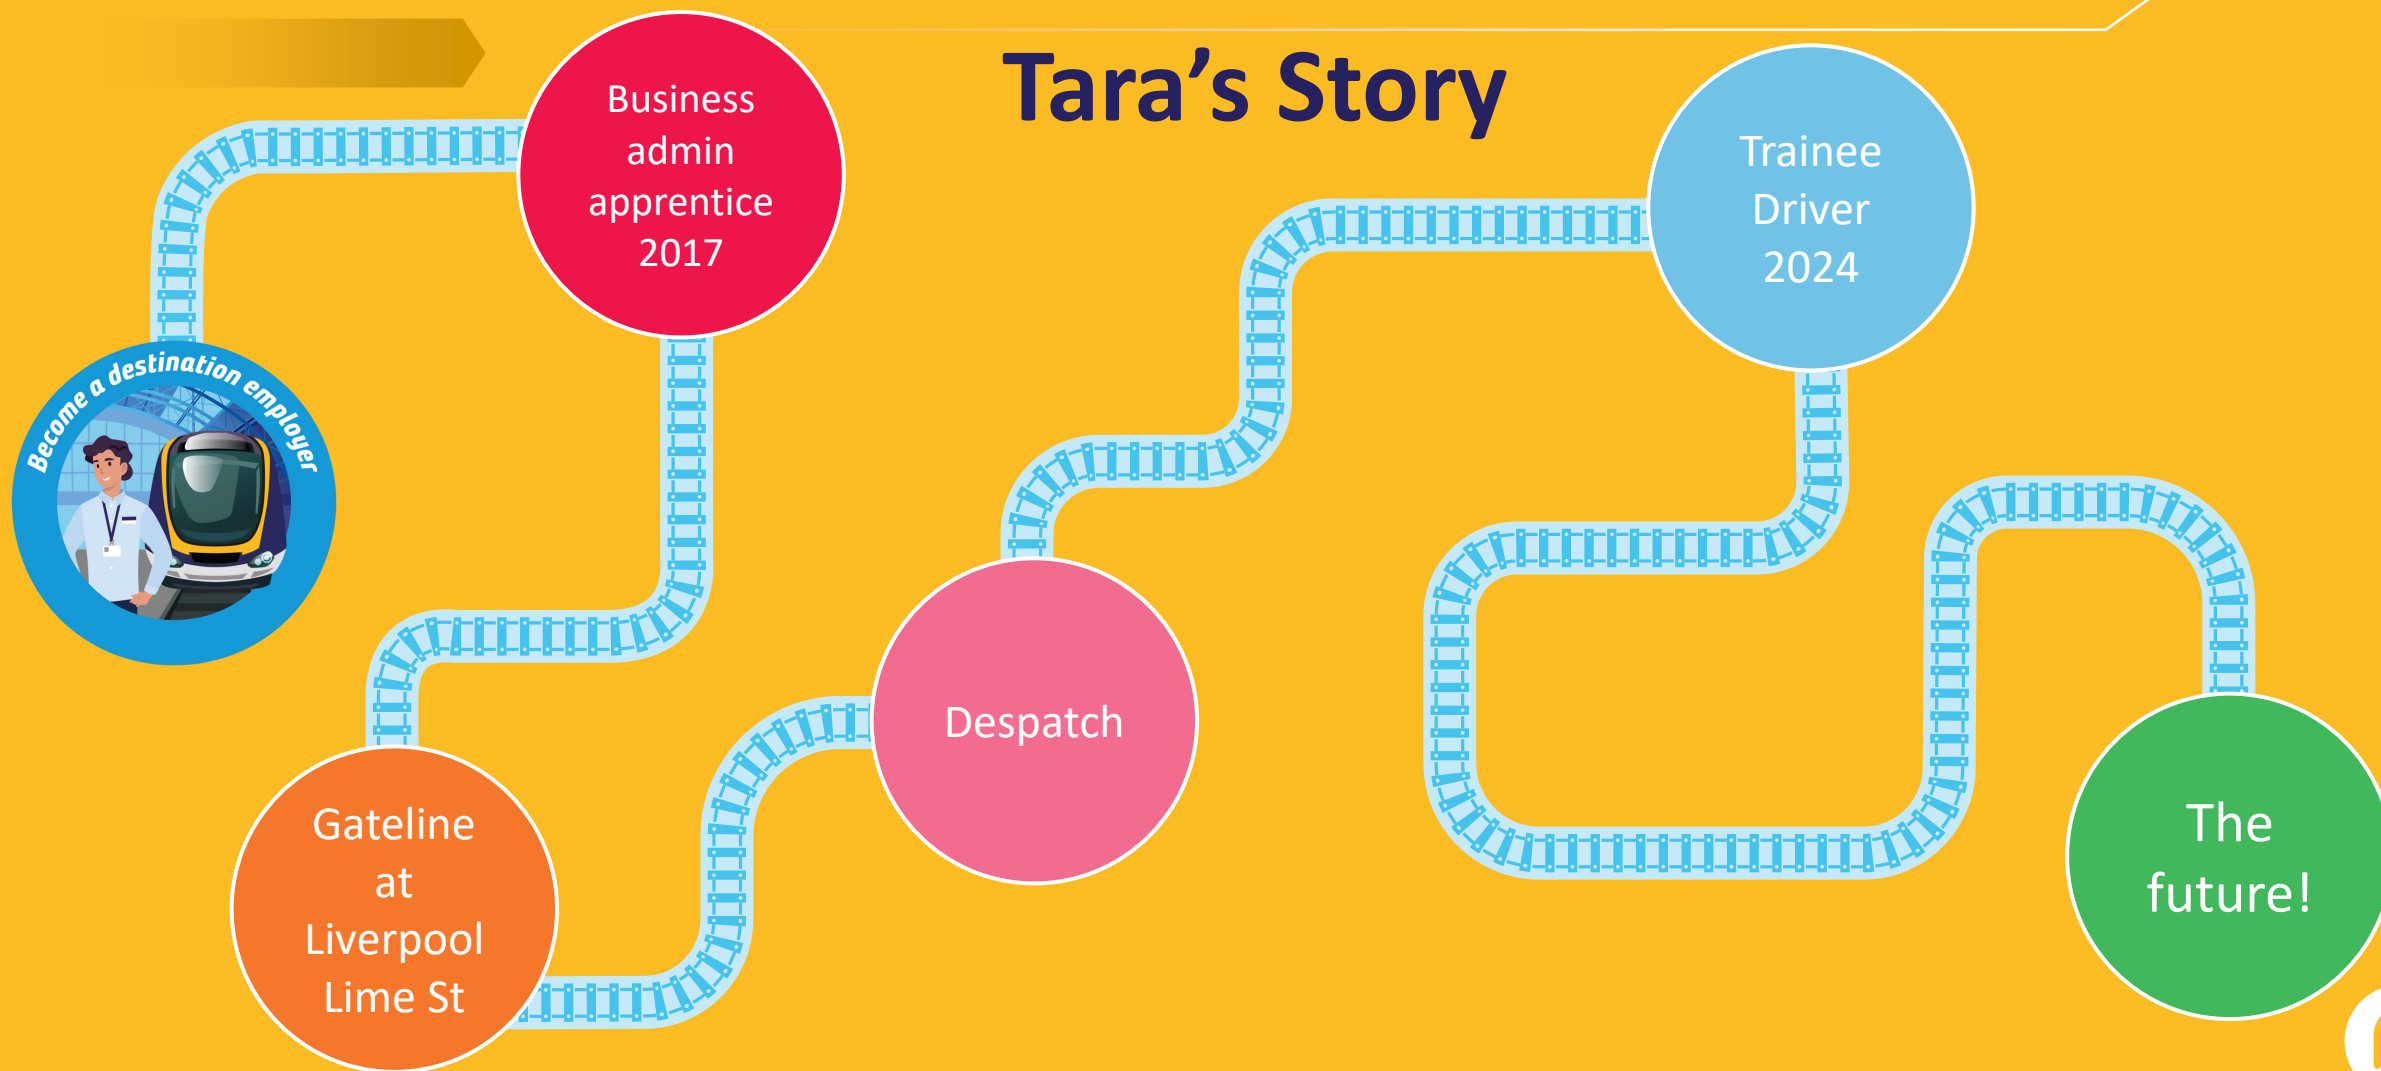 Tara’s Story
Become a destination employer
Business
admin
apprentice
2017
Gateline
at
Liverpool
Lime St
Despatch
Trainee
Driver
2024
The
future!